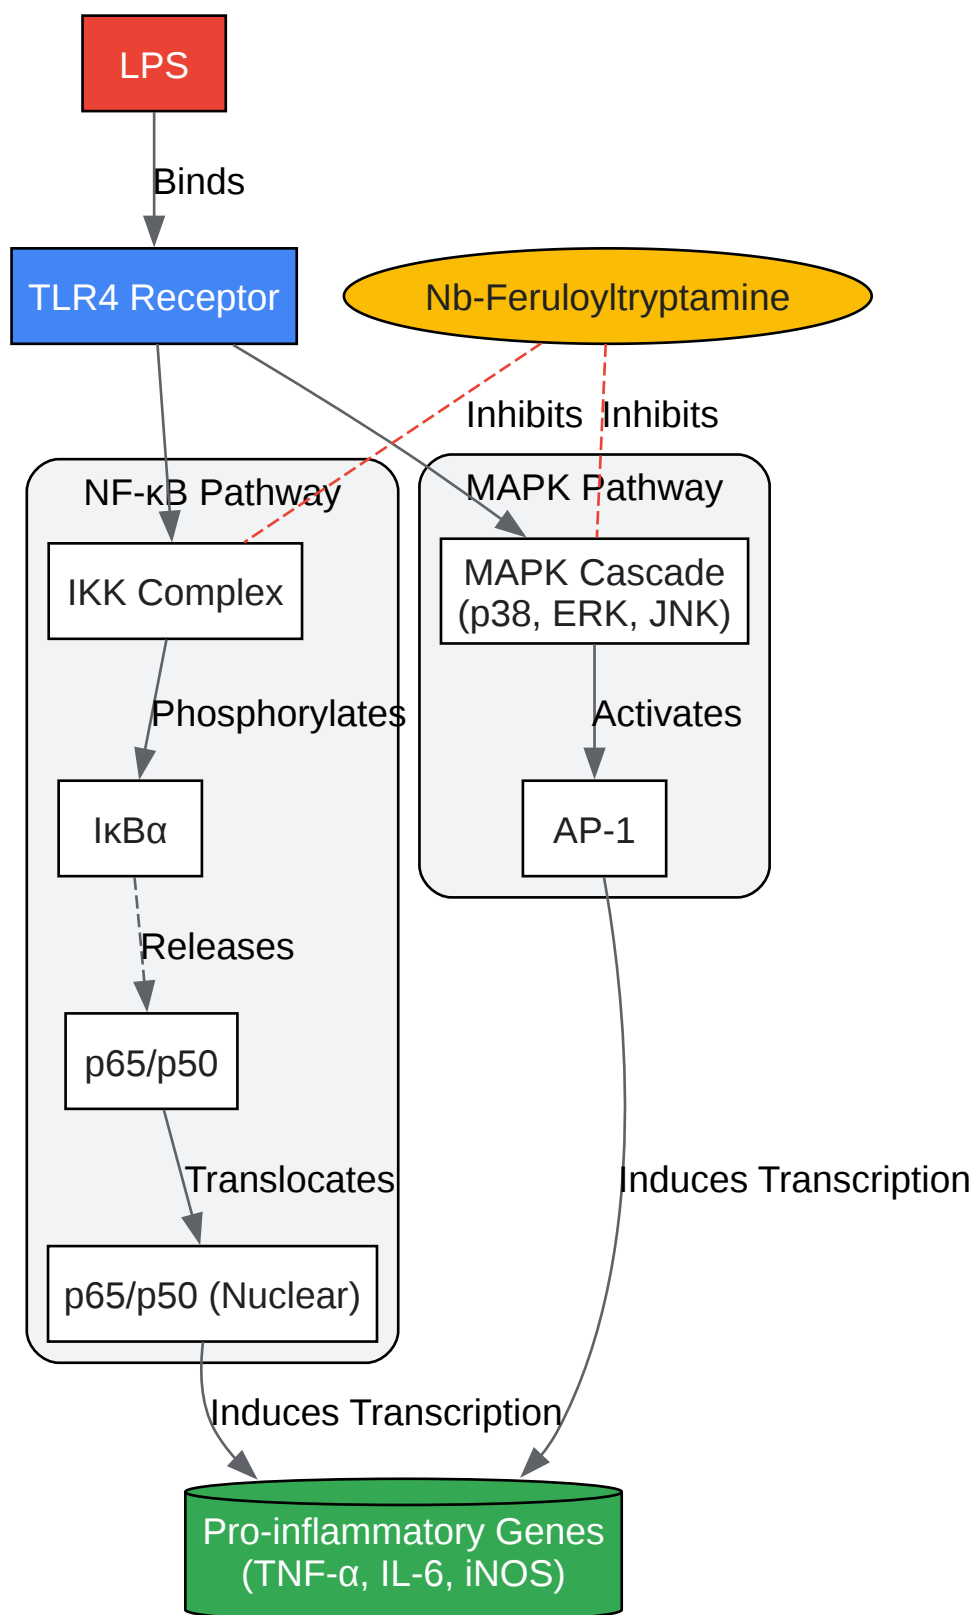 LPS
Binds
TLR4 Receptor
Nb-Feruloyltryptamine
Inhibits
Inhibits
NF-κB Pathway
MAPK Pathway
IKK Complex
MAPK Cascade
(p38, ERK, JNK)
Phosphorylates
Activates
IκBα
AP-1
Releases
p65/p50
Translocates
Induces Transcription
p65/p50 (Nuclear)
Induces Transcription
Pro-inflammatory Genes
(TNF-α, IL-6, iNOS)